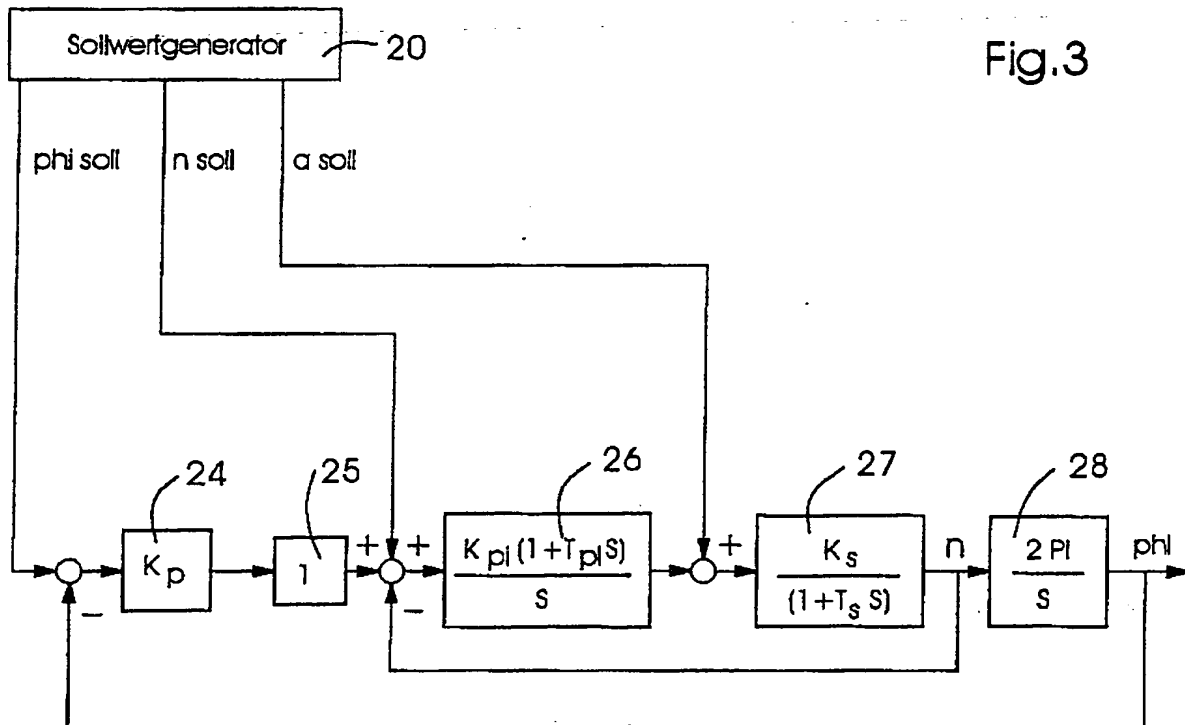 Sollwertgenerator
20
Fig.3
phi soll
n soll
a soll
24
25
26
27
28
K_p
1
+
+
K_pi (1+T_pi S)
S
+
K_s
(1+T_s S)
n
2 PI
S
phi
−
−